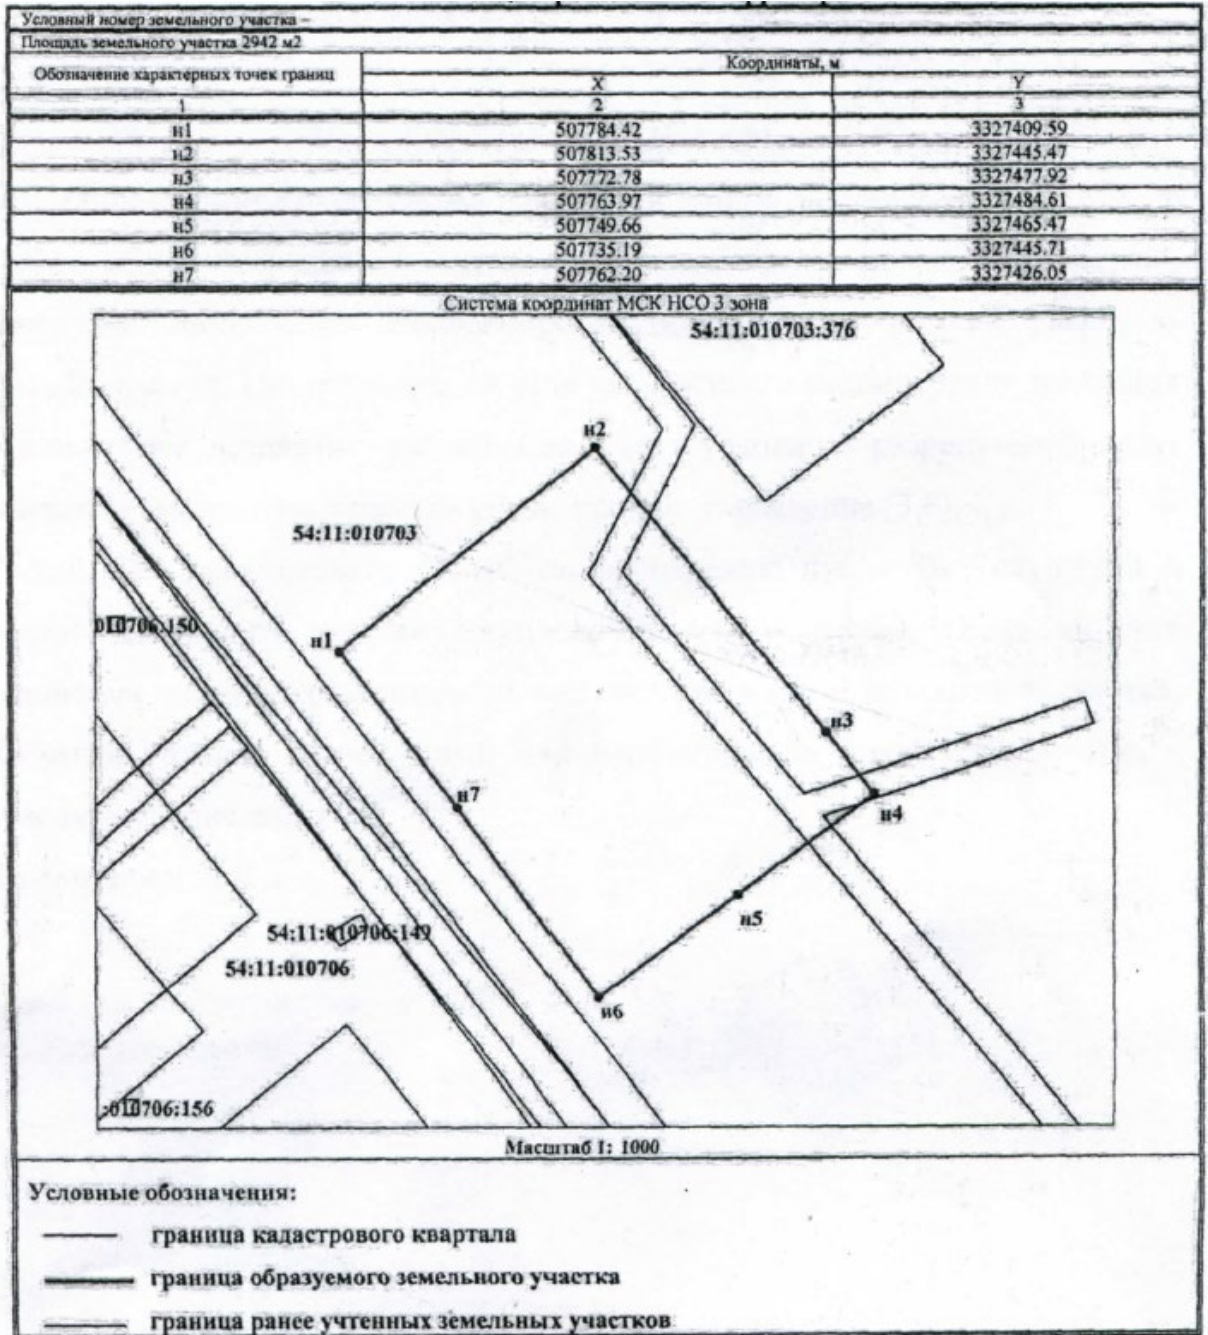 Условный номер земельного участка –
Площадь земельного участка 2942 м2
Обозначение характерных точек границ
Координаты, м
X Y
1 2 3
н1 507784.42 3327409.59
н2 507813.53 3327445.47
н3 507772.78 3327477.92
н4 507763.97 3327484.61
н5 507749.66 3327465.47
н6 507735.19 3327445.71
н7 507762.20 3327426.05
Система координат МСК НСО 3 зона
54:11:010703:376
н2
54:11:010703
010706:150
н1
н3
н7
н4
н5
54:11:010706:149
54:11:010706
н6
:010706:156
Масштаб 1: 1000
Условные обозначения:
граница кадастрового квартала
граница образуемого земельного участка
граница ранее учтенных земельных участков